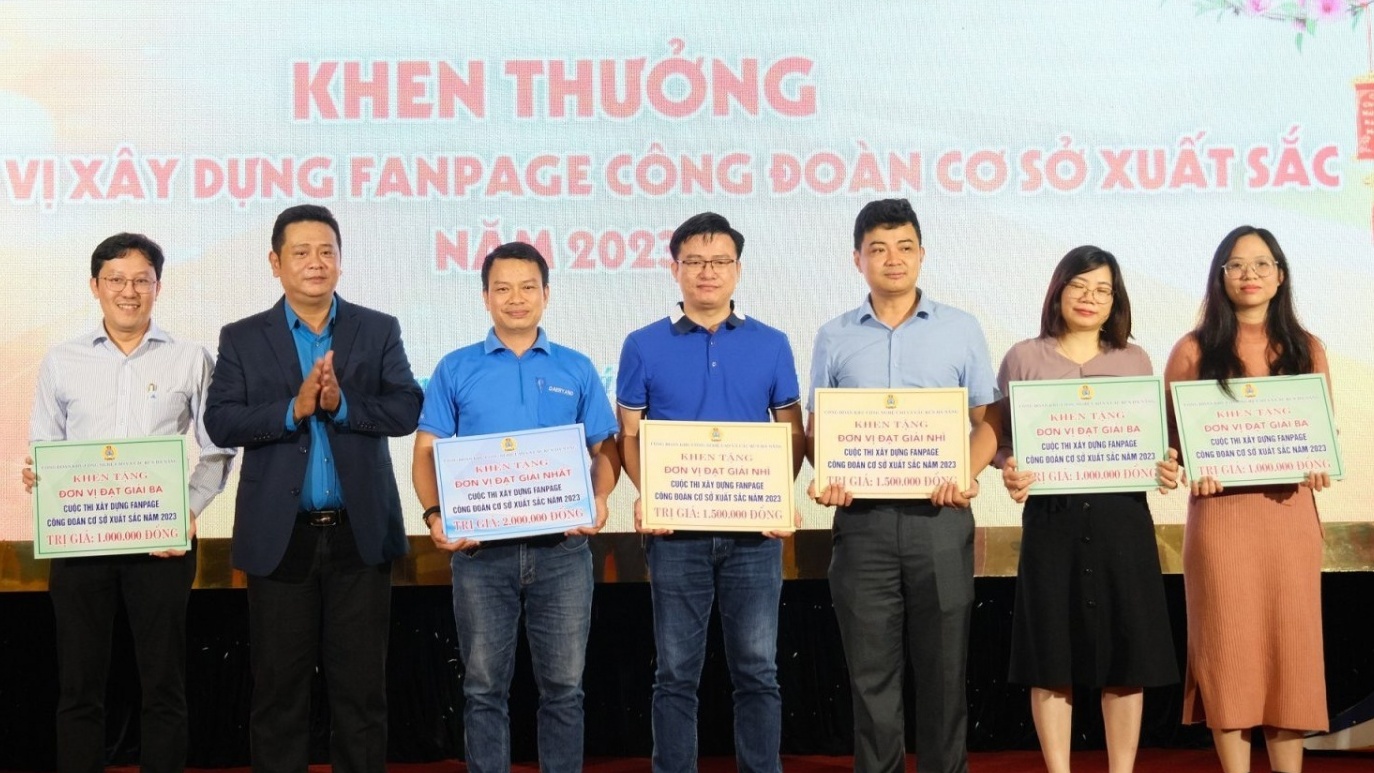 KHEN THƯỞNG
VỊ XÂY DỰNG FANPAGE CÔNG ĐOÀN CƠ SỞ XUẤT SẮC
NĂM 2023
KHEN TẶNG
ĐƠN VỊ ĐẠT GIẢI BA
CUỘC THI XÂY DỰNG FANPAGE
CÔNG ĐOÀN CƠ SỞ XUẤT SẮC NĂM 2023
TRỊ GIÁ: 1.000.000 ĐỒNG
KHEN TẶNG
ĐƠN VỊ ĐẠT GIẢI NHẤT
CUỘC THI XÂY DỰNG FANPAGE
CÔNG ĐOÀN CƠ SỞ XUẤT SẮC NĂM 2023
TRỊ GIÁ: 2.000.000 ĐỒNG
KHEN TẶNG
ĐƠN VỊ ĐẠT GIẢI NHÌ
CUỘC THI XÂY DỰNG FANPAGE
CÔNG ĐOÀN CƠ SỞ XUẤT SẮC NĂM 2023
TRỊ GIÁ: 1.500.000 ĐỒNG
KHEN TẶNG
ĐƠN VỊ ĐẠT GIẢI NHÌ
CUỘC THI XÂY DỰNG FANPAGE
CÔNG ĐOÀN CƠ SỞ XUẤT SẮC NĂM 2023
TRỊ GIÁ: 1.500.000 ĐỒNG
KHEN TẶNG
ĐƠN VỊ ĐẠT GIẢI BA
CUỘC THI XÂY DỰNG FANPAGE
CÔNG ĐOÀN CƠ SỞ XUẤT SẮC NĂM 2023
TRỊ GIÁ: 1.000.000 ĐỒNG
KHEN TẶNG
ĐƠN VỊ ĐẠT GIẢI BA
CUỘC THI XÂY DỰNG FANPAGE
CÔNG ĐOÀN CƠ SỞ XUẤT SẮC NĂM 2023
TRỊ GIÁ: 1.000.000 ĐỒNG